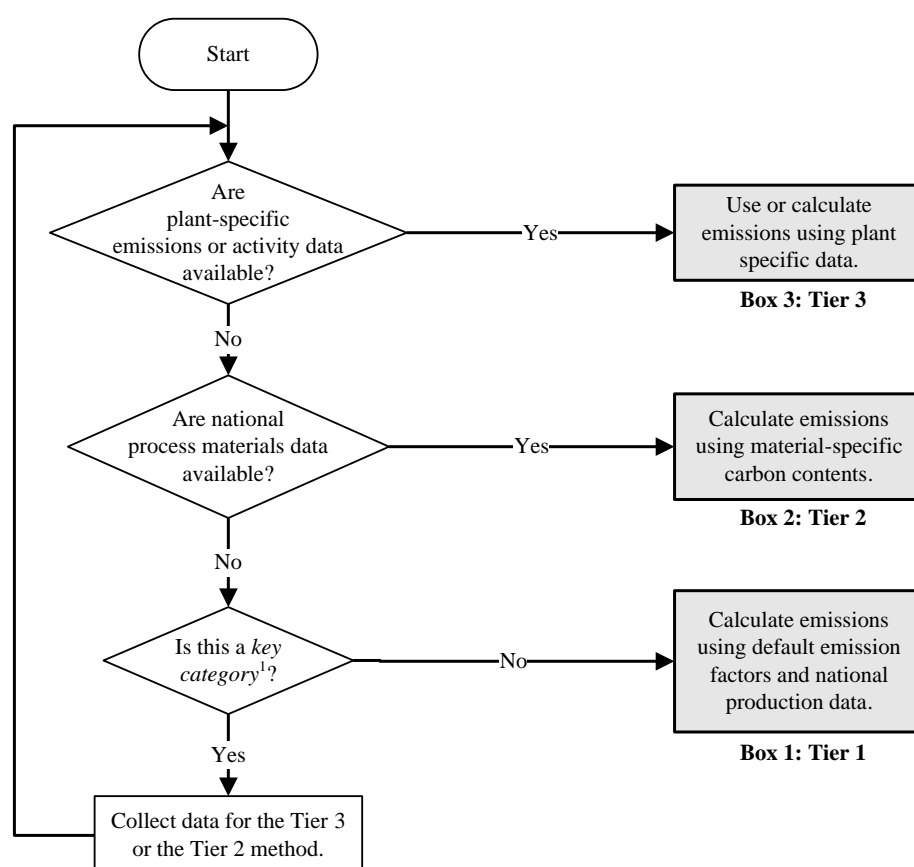 Start
Are
plant-specific
emissions or activity data
available?
Yes
Use or calculate
emissions using plant
specific data.
Box 3: Tier 3
No
Are national
process materials data
available?
Yes
Calculate emissions
using material-specific
carbon contents.
Box 2: Tier 2
No
Is this a key
category¹?
No
Calculate emissions
using default emission
factors and national
production data.
Box 1: Tier 1
Yes
Collect data for the Tier 3
or the Tier 2 method.